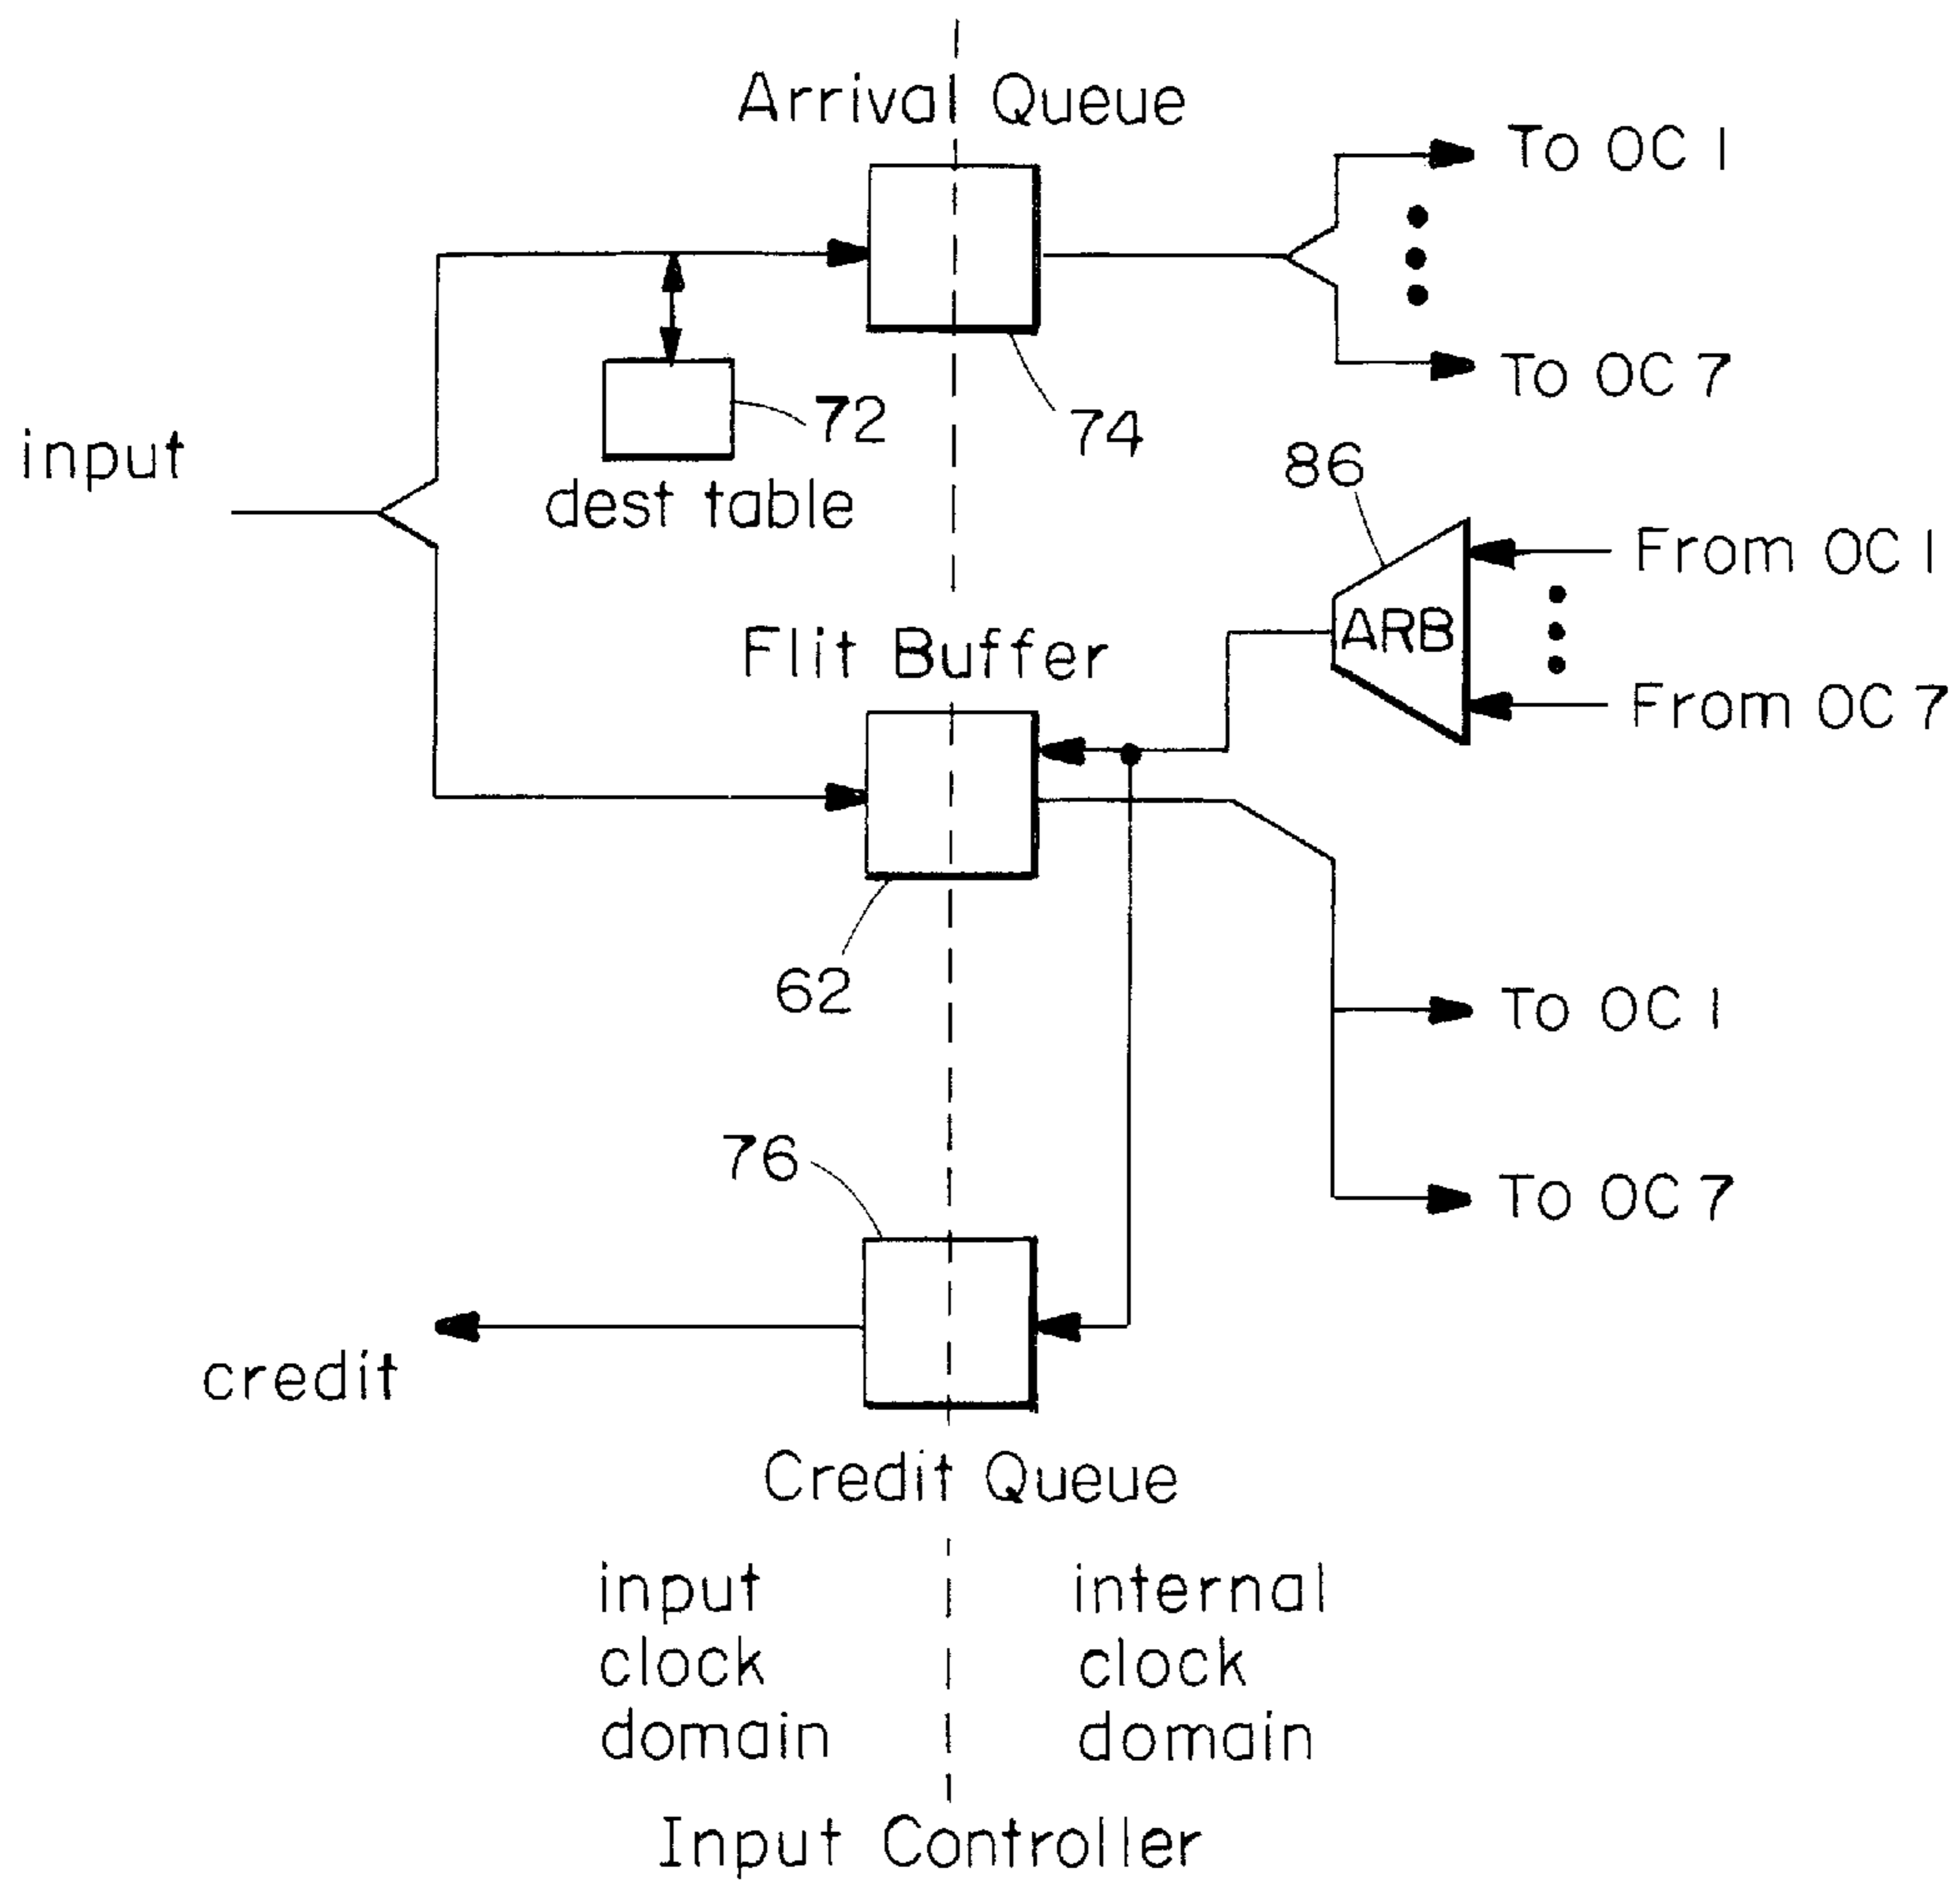 Arrival Queue
To OC 1
To OC 7
72
74
input
dest table
86
From OC 1
ARB
From OC 7
Flit Buffer
62
To OC 1
76
To OC 7
credit
Credit Queue
input
clock
domain
internal
clock
domain
Input Controller